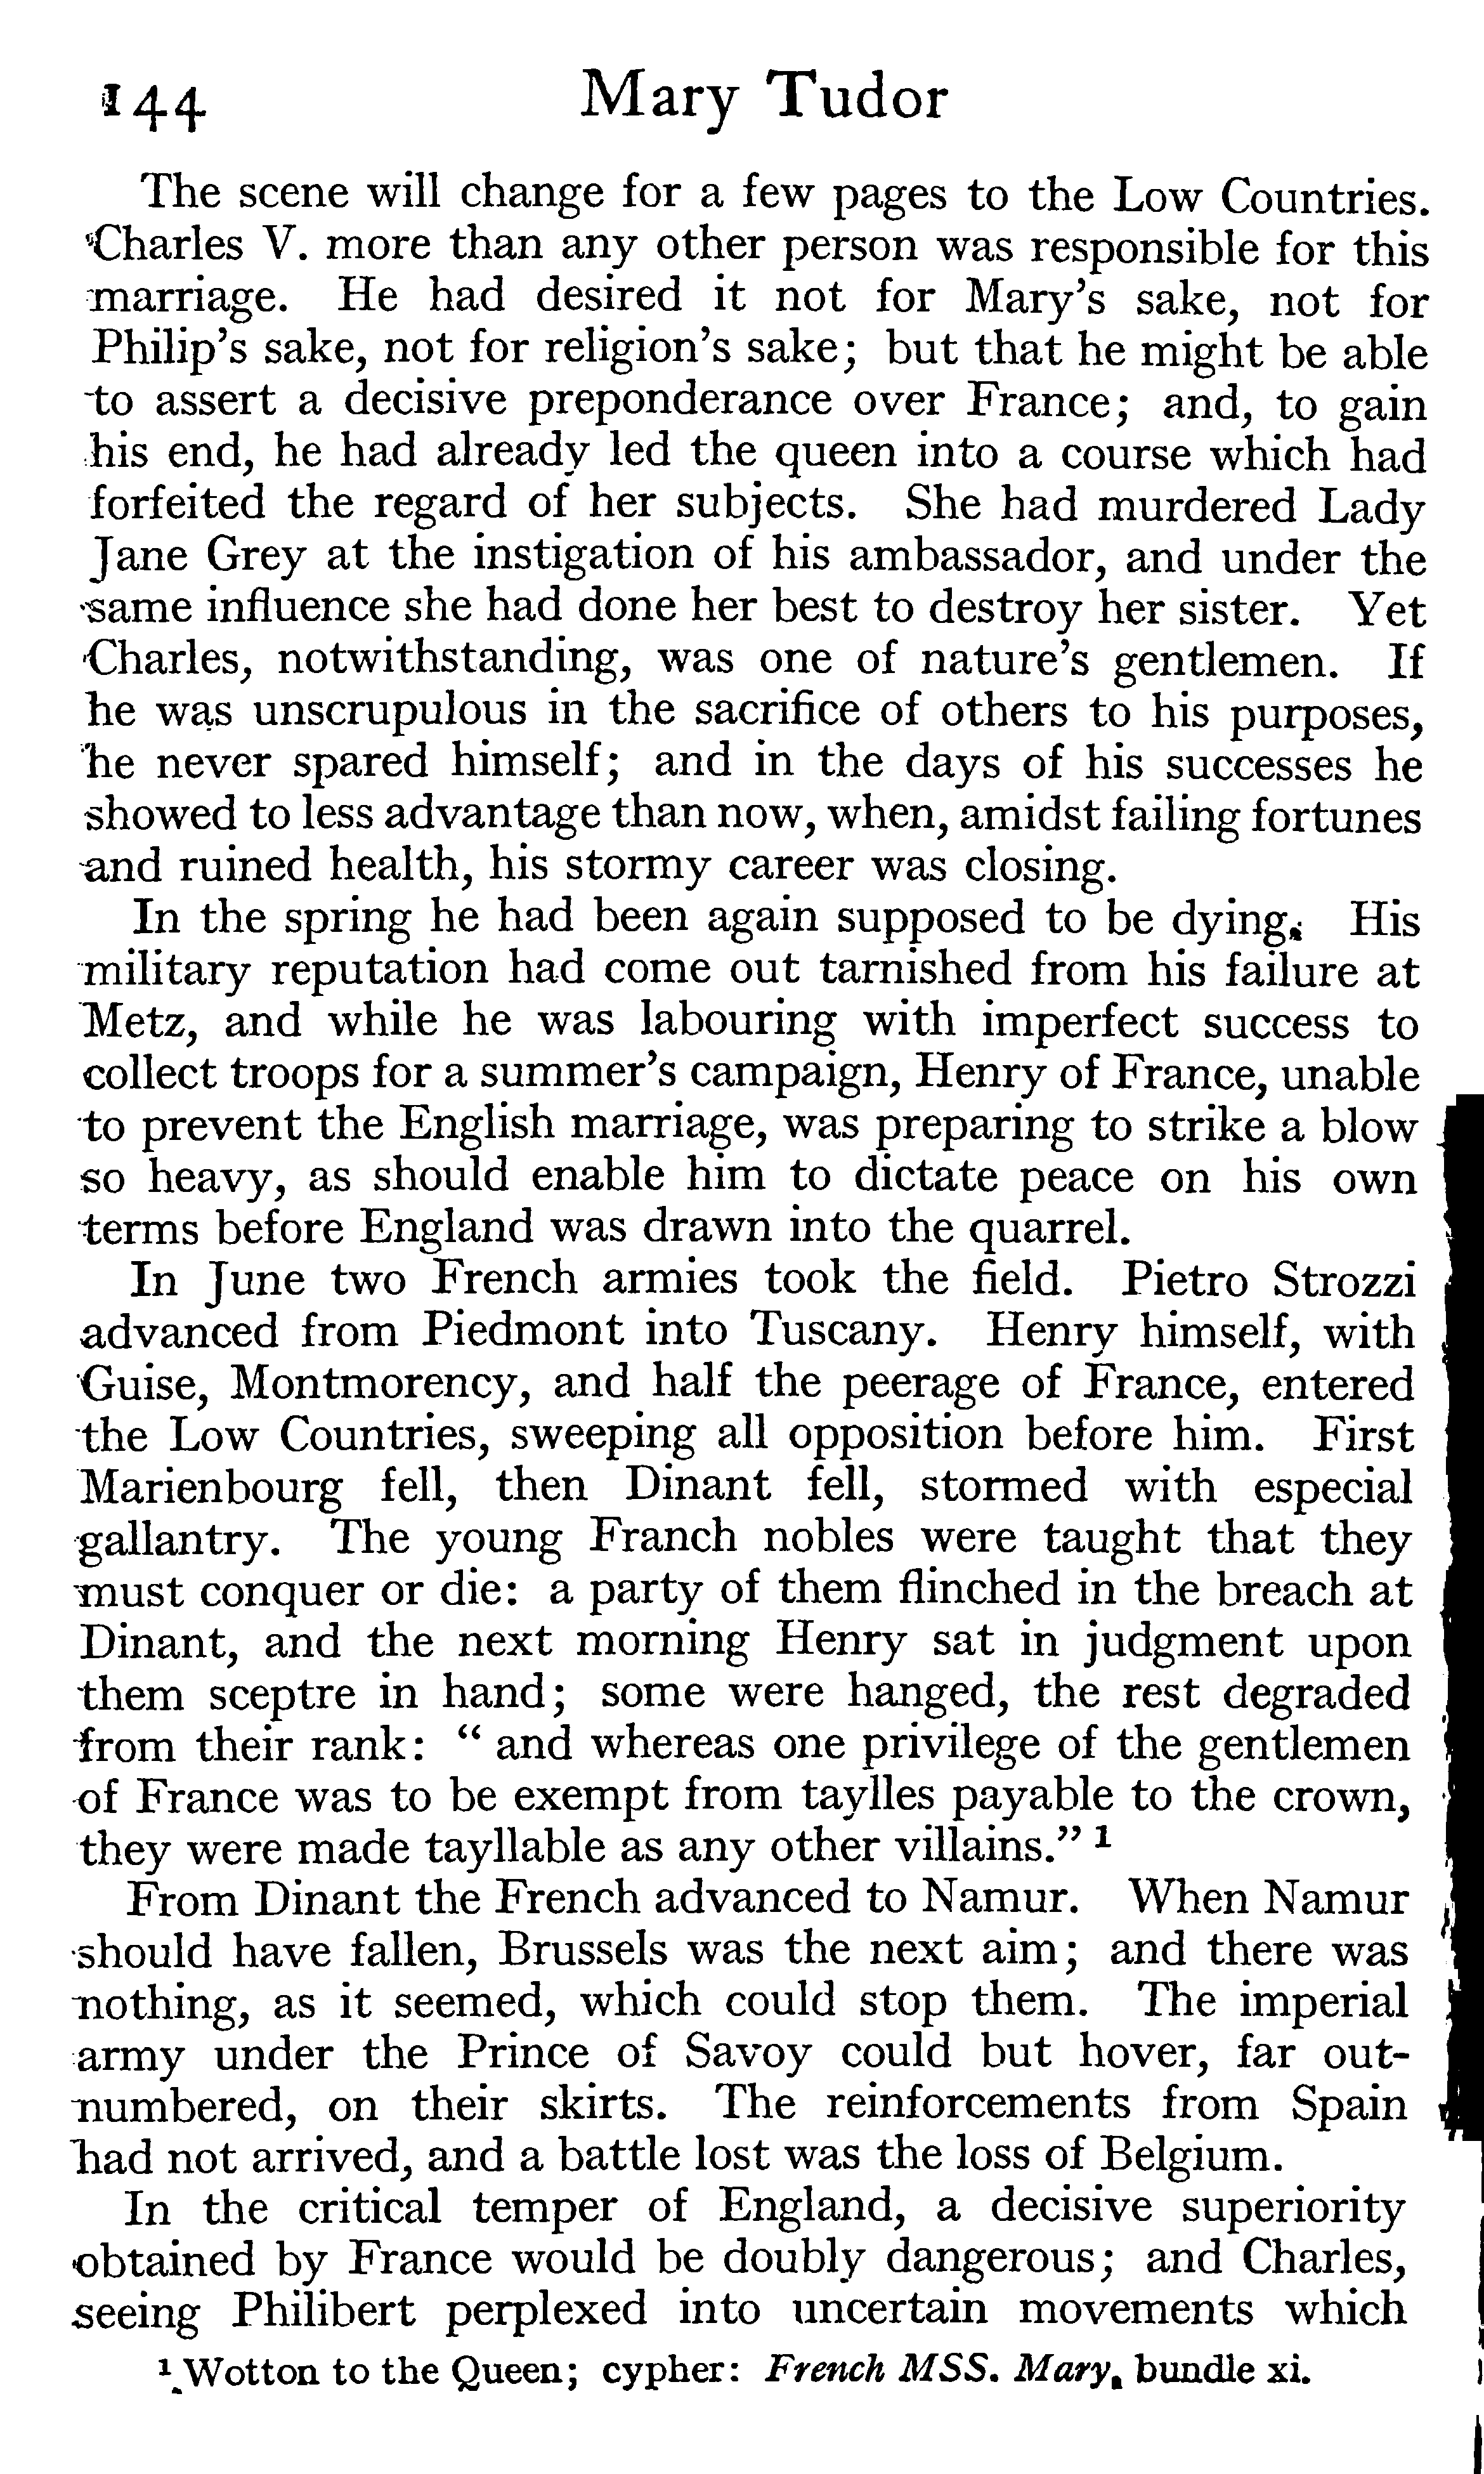 144 Mary Tudor
The scene will change for a few pages to the Low Countries.
Charles V. more than any other person was responsible for this
marriage. He had desired it not for Mary's sake, not for
Philip's sake, not for religion's sake; but that he might be able
to assert a decisive preponderance over France; and, to gain
his end, he had already led the queen into a course which had
forfeited the regard of her subjects. She had murdered Lady
Jane Grey at the instigation of his ambassador, and under the
same influence she had done her best to destroy her sister. Yet
Charles, notwithstanding, was one of nature's gentlemen. If
he was unscrupulous in the sacrifice of others to his purposes,
he never spared himself; and in the days of his successes he
showed to less advantage than now, when, amidst failing fortunes
and ruined health, his stormy career was closing.
In the spring he had been again supposed to be dying. His
military reputation had come out tarnished from his failure at
Metz, and while he was labouring with imperfect success to
collect troops for a summer's campaign, Henry of France, unable
to prevent the English marriage, was preparing to strike a blow
so heavy, as should enable him to dictate peace on his own
terms before England was drawn into the quarrel.
In June two French armies took the field. Pietro Strozzi
advanced from Piedmont into Tuscany. Henry himself, with
Guise, Montmorency, and half the peerage of France, entered
the Low Countries, sweeping all opposition before him. First
Marienbourg fell, then Dinant fell, stormed with especial
gallantry. The young Franch nobles were taught that they
must conquer or die: a party of them flinched in the breach at
Dinant, and the next morning Henry sat in judgment upon
them sceptre in hand; some were hanged, the rest degraded
from their rank: " and whereas one privilege of the gentlemen
of France was to be exempt from taylles payable to the crown,
they were made tayllable as any other villains." 1
From Dinant the French advanced to Namur. When Namur
should have fallen, Brussels was the next aim; and there was
nothing, as it seemed, which could stop them. The imperial
army under the Prince of Savoy could but hover, far out-
numbered, on their skirts. The reinforcements from Spain
had not arrived, and a battle lost was the loss of Belgium.
In the critical temper of England, a decisive superiority
obtained by France would be doubly dangerous; and Charles,
seeing Philibert perplexed into uncertain movements which
1 Wotton to the Queen; cypher: French MSS. Mary, bundle xi.